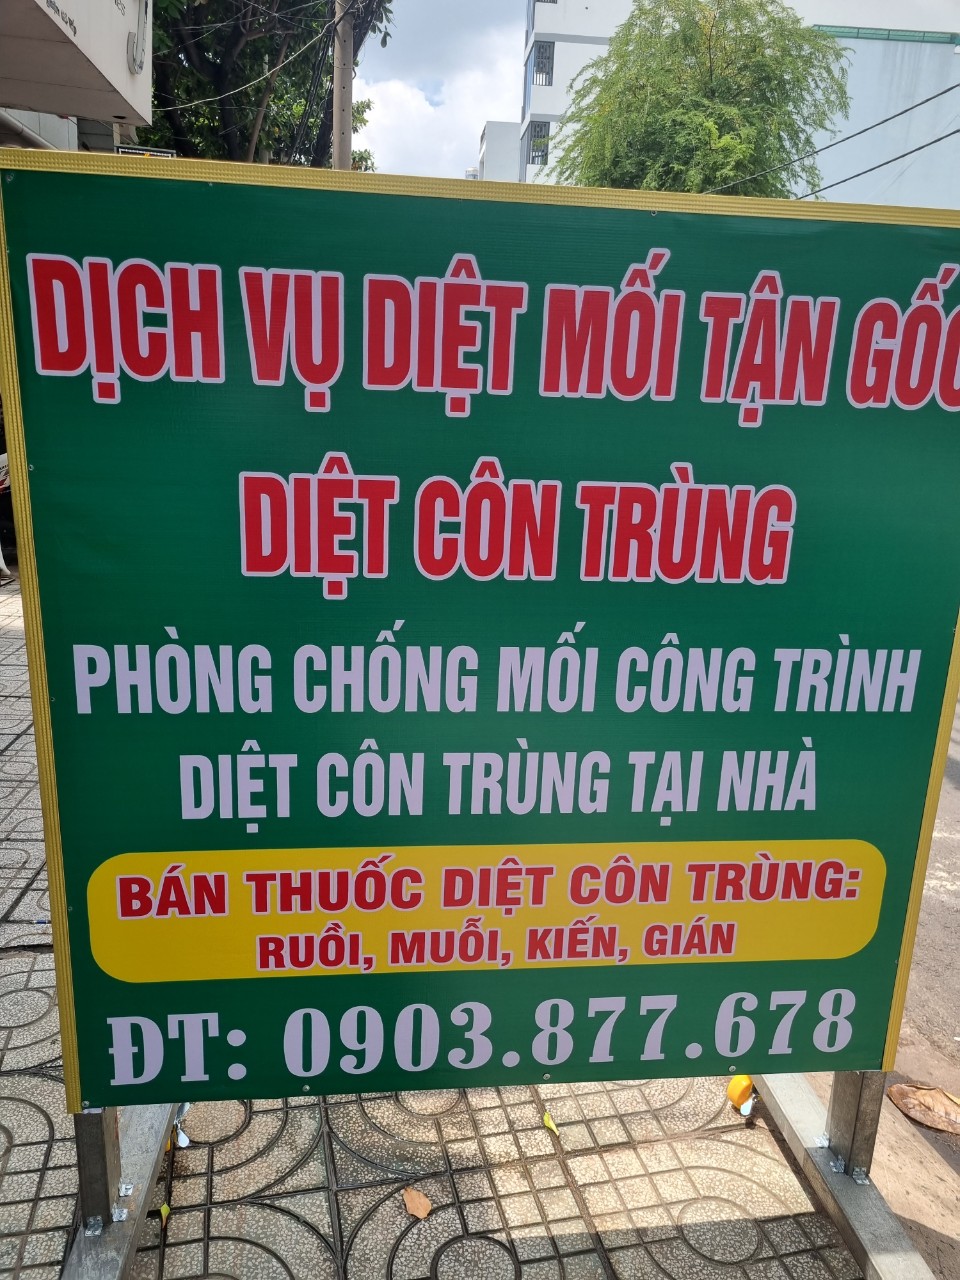 DỊCH VỤ DIỆT MỐI TẬN GỐC
DIỆT CÔN TRÙNG
PHÒNG CHỐNG MỐI CÔNG TRÌNH
DIỆT CÔN TRÙNG TẠI NHÀ
BÁN THUỐC DIỆT CÔN TRÙNG:
RUỒI, MUỖI, KIẾN, GIÁN
ĐT: 0903.877.678